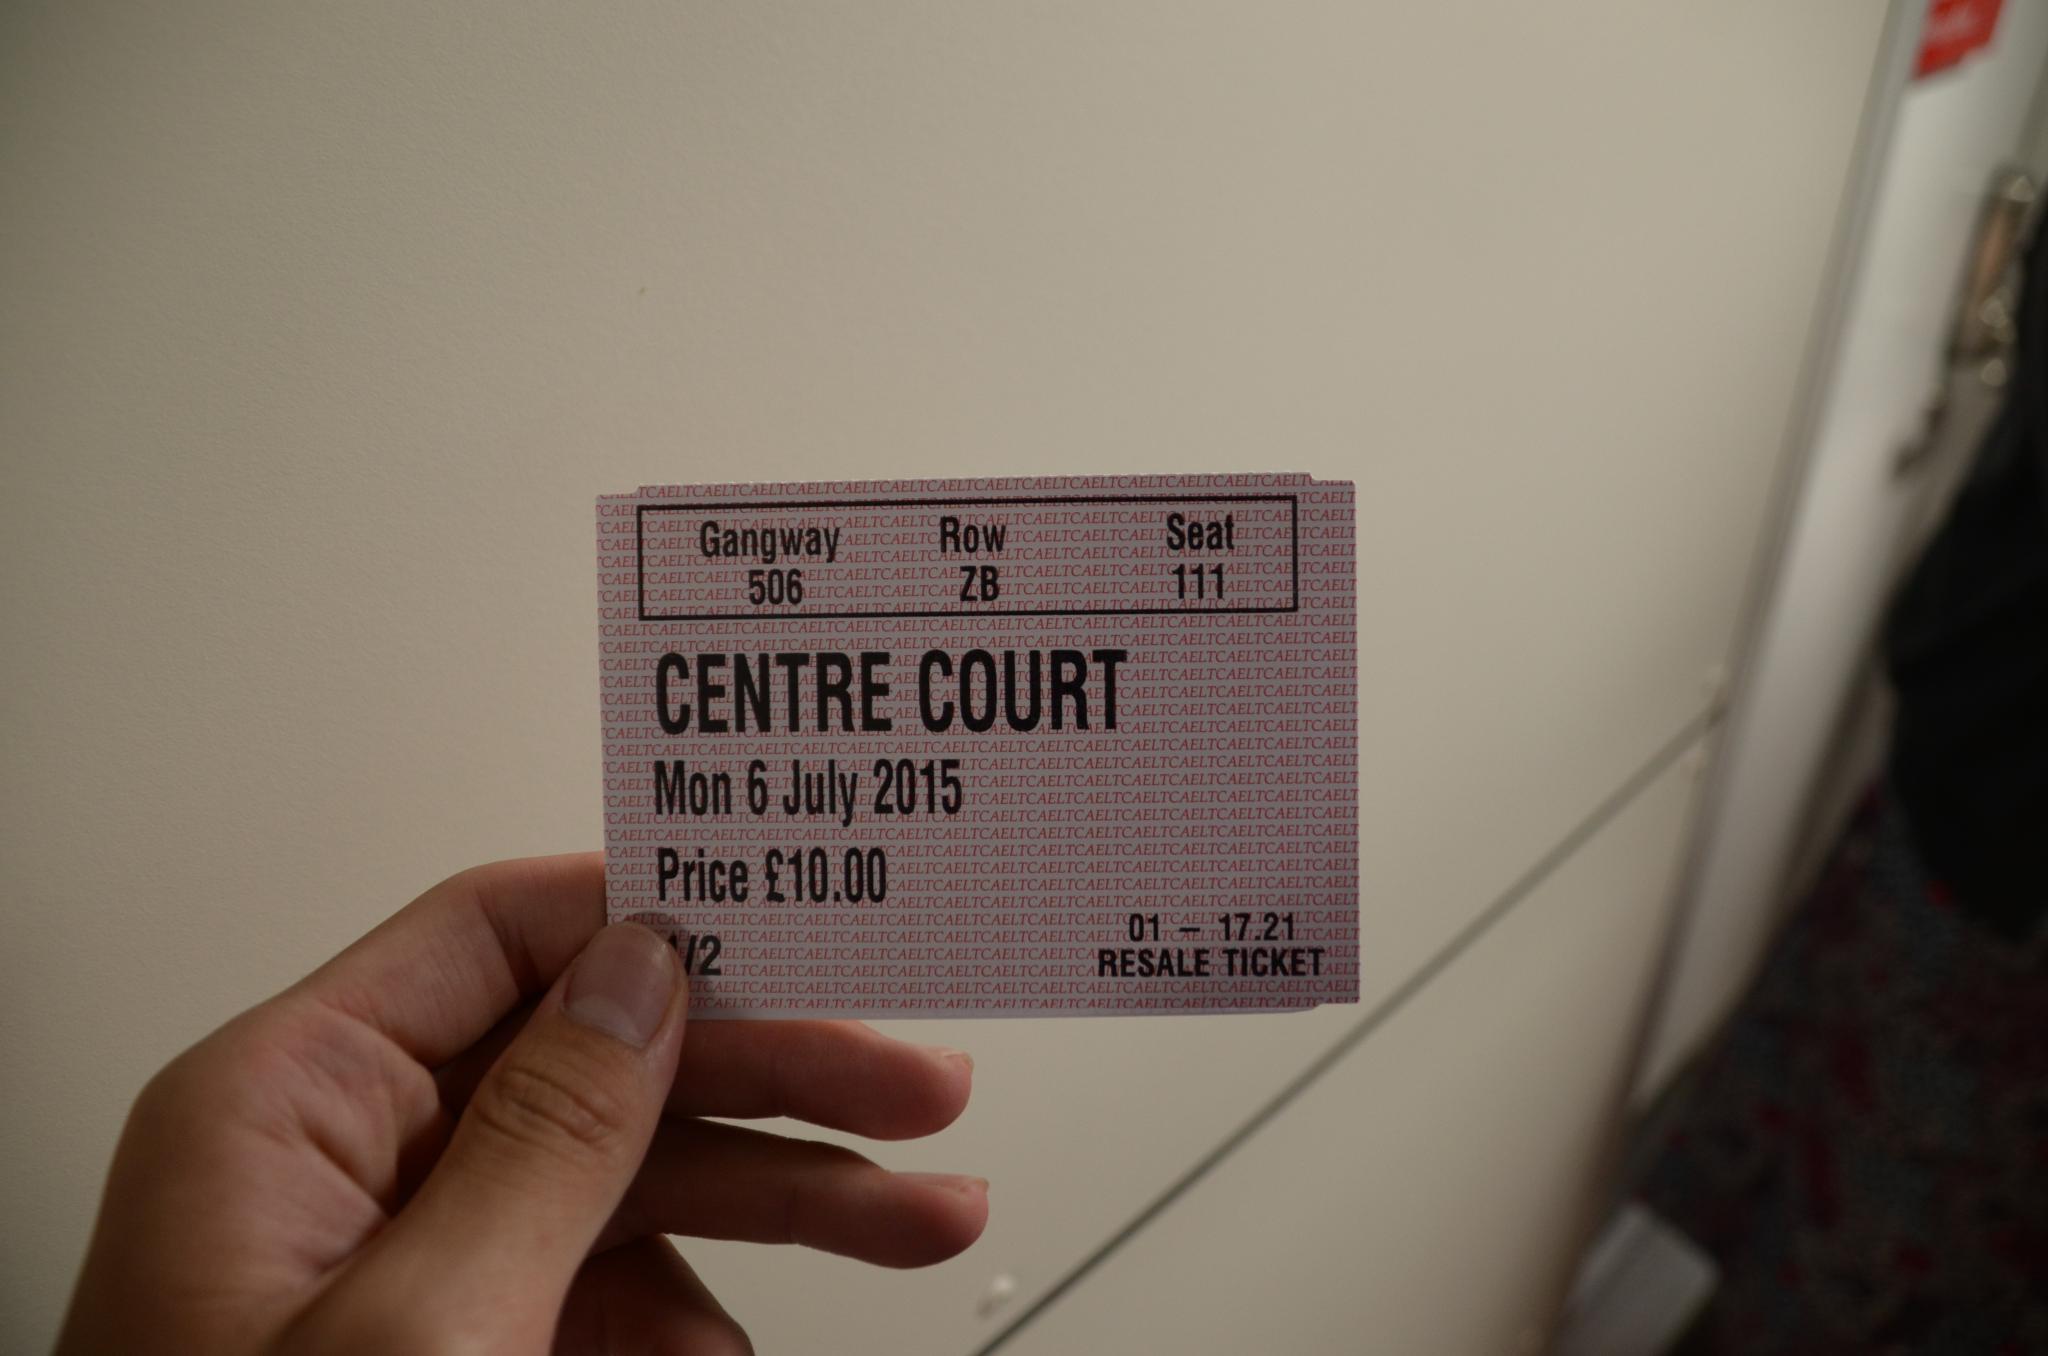 Gangway Row Seat
506 ZB 111
CENTRE COURT
Mon 6 July 2015
Price £10.00
/2
01 – 17.21
RESALE TICKET